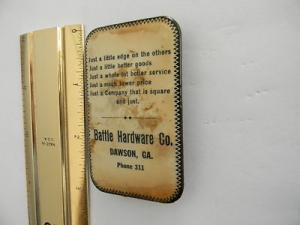 Just a little edge on the others
Just a little better goods
Just a whole out better service
Just a much lower price
Just a Company that is square
and just.
Battle Hardware Co.
DAWSON, GA.
Phone 311